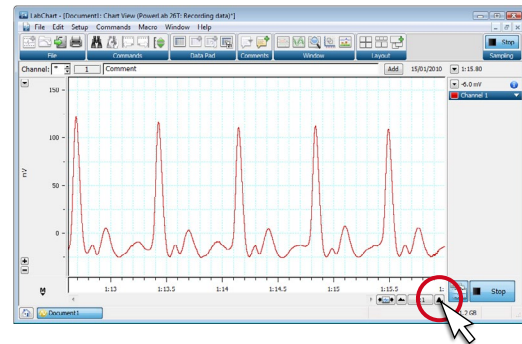 LabChart - [Document1: Chart View (PowerLab 26T: Recording data)*]
File Edit Setup Commands Macro Window Help
Stop
File Commands Data Pad Comments Window Layout Sampling
Channel: * 1 Comment Add 15/01/2010 1:15.80
-6.0 mV
Channel 1
150
100
mV
50
0
1:13 1:13.5 1:14 1:14.5 1:15 1:15.5 1:
M
Stop
Document1